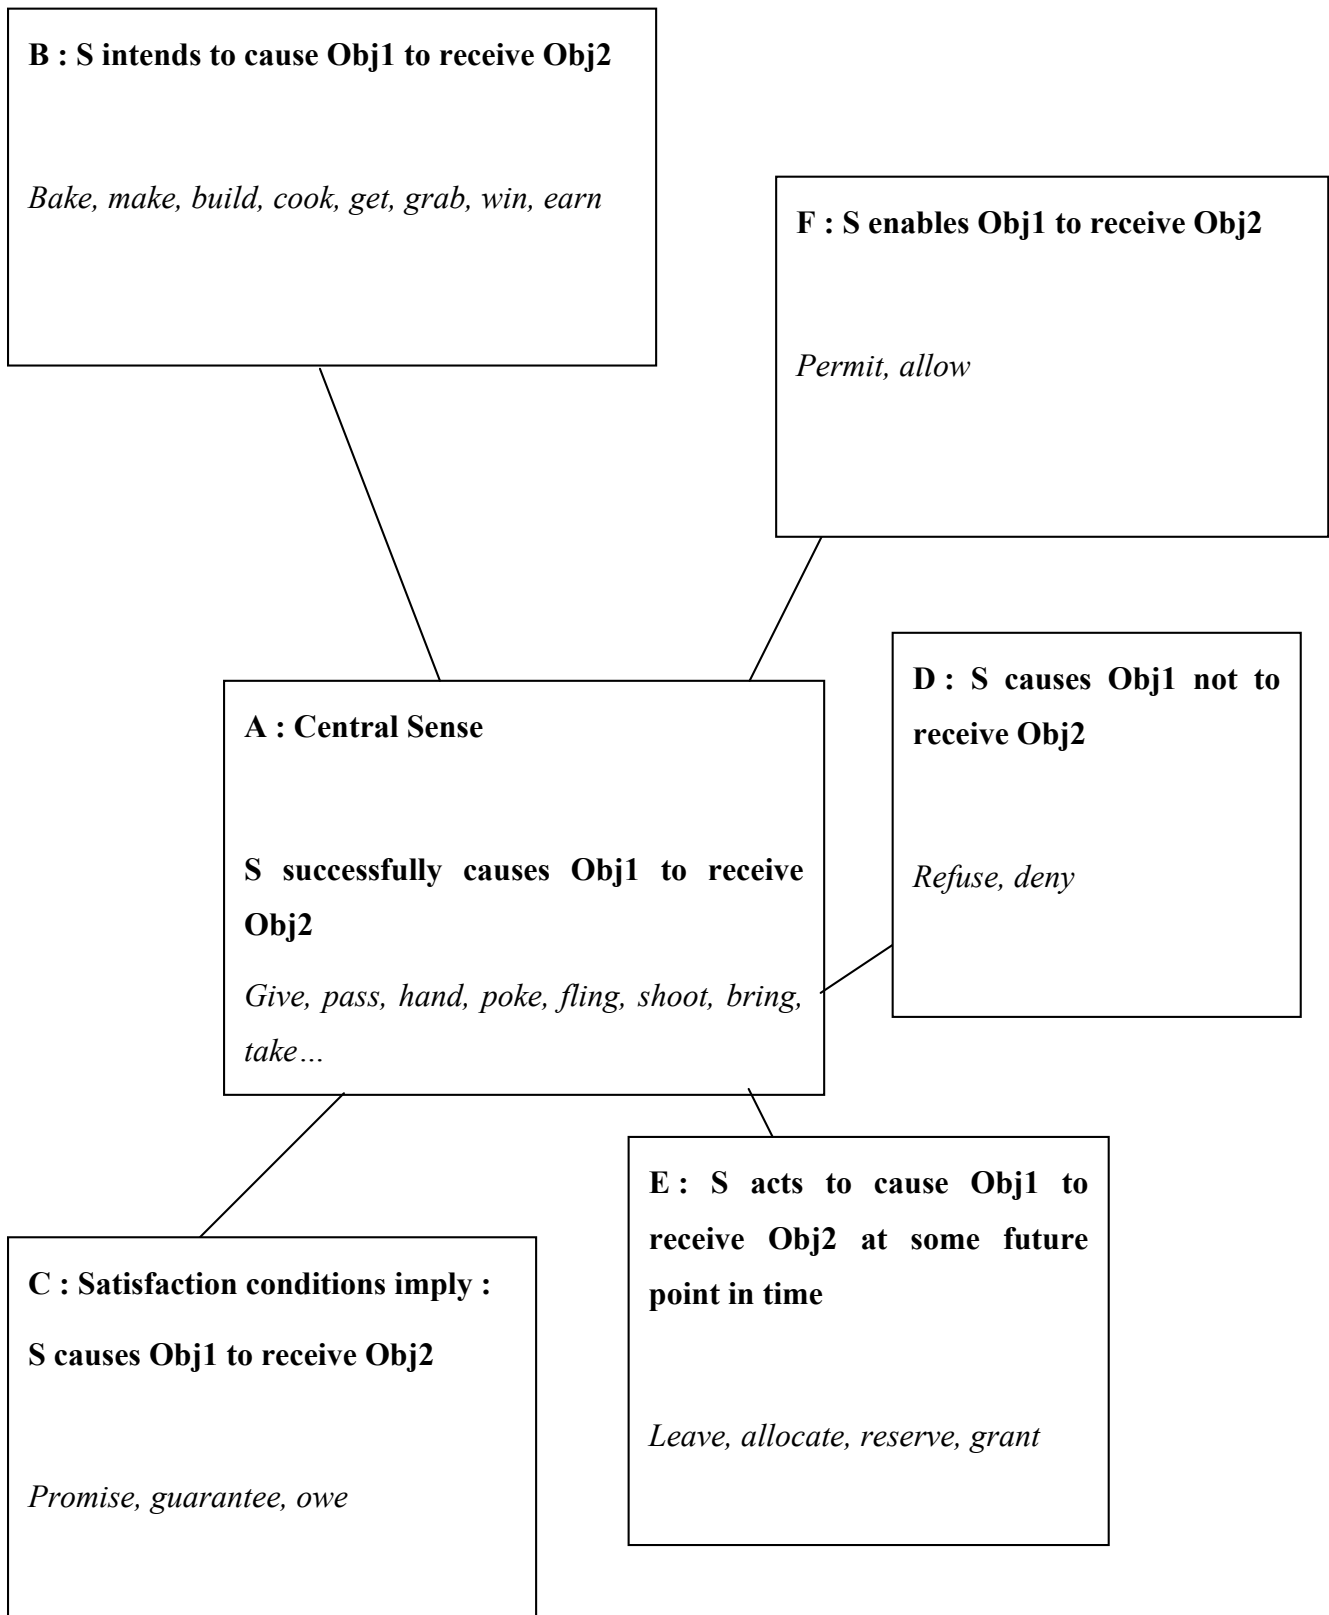 B : S intends to cause Obj1 to receive Obj2
Bake, make, build, cook, get, grab, win, earn
F : S enables Obj1 to receive Obj2
Permit, allow
A : Central Sense
S successfully causes Obj1 to receive
Obj2
Give, pass, hand, poke, fling, shoot, bring,
take…
D : S causes Obj1 not to
receive Obj2
Refuse, deny
C : Satisfaction conditions imply :
S causes Obj1 to receive Obj2
Promise, guarantee, owe
E : S acts to cause Obj1 to
receive Obj2 at some future
point in time
Leave, allocate, reserve, grant